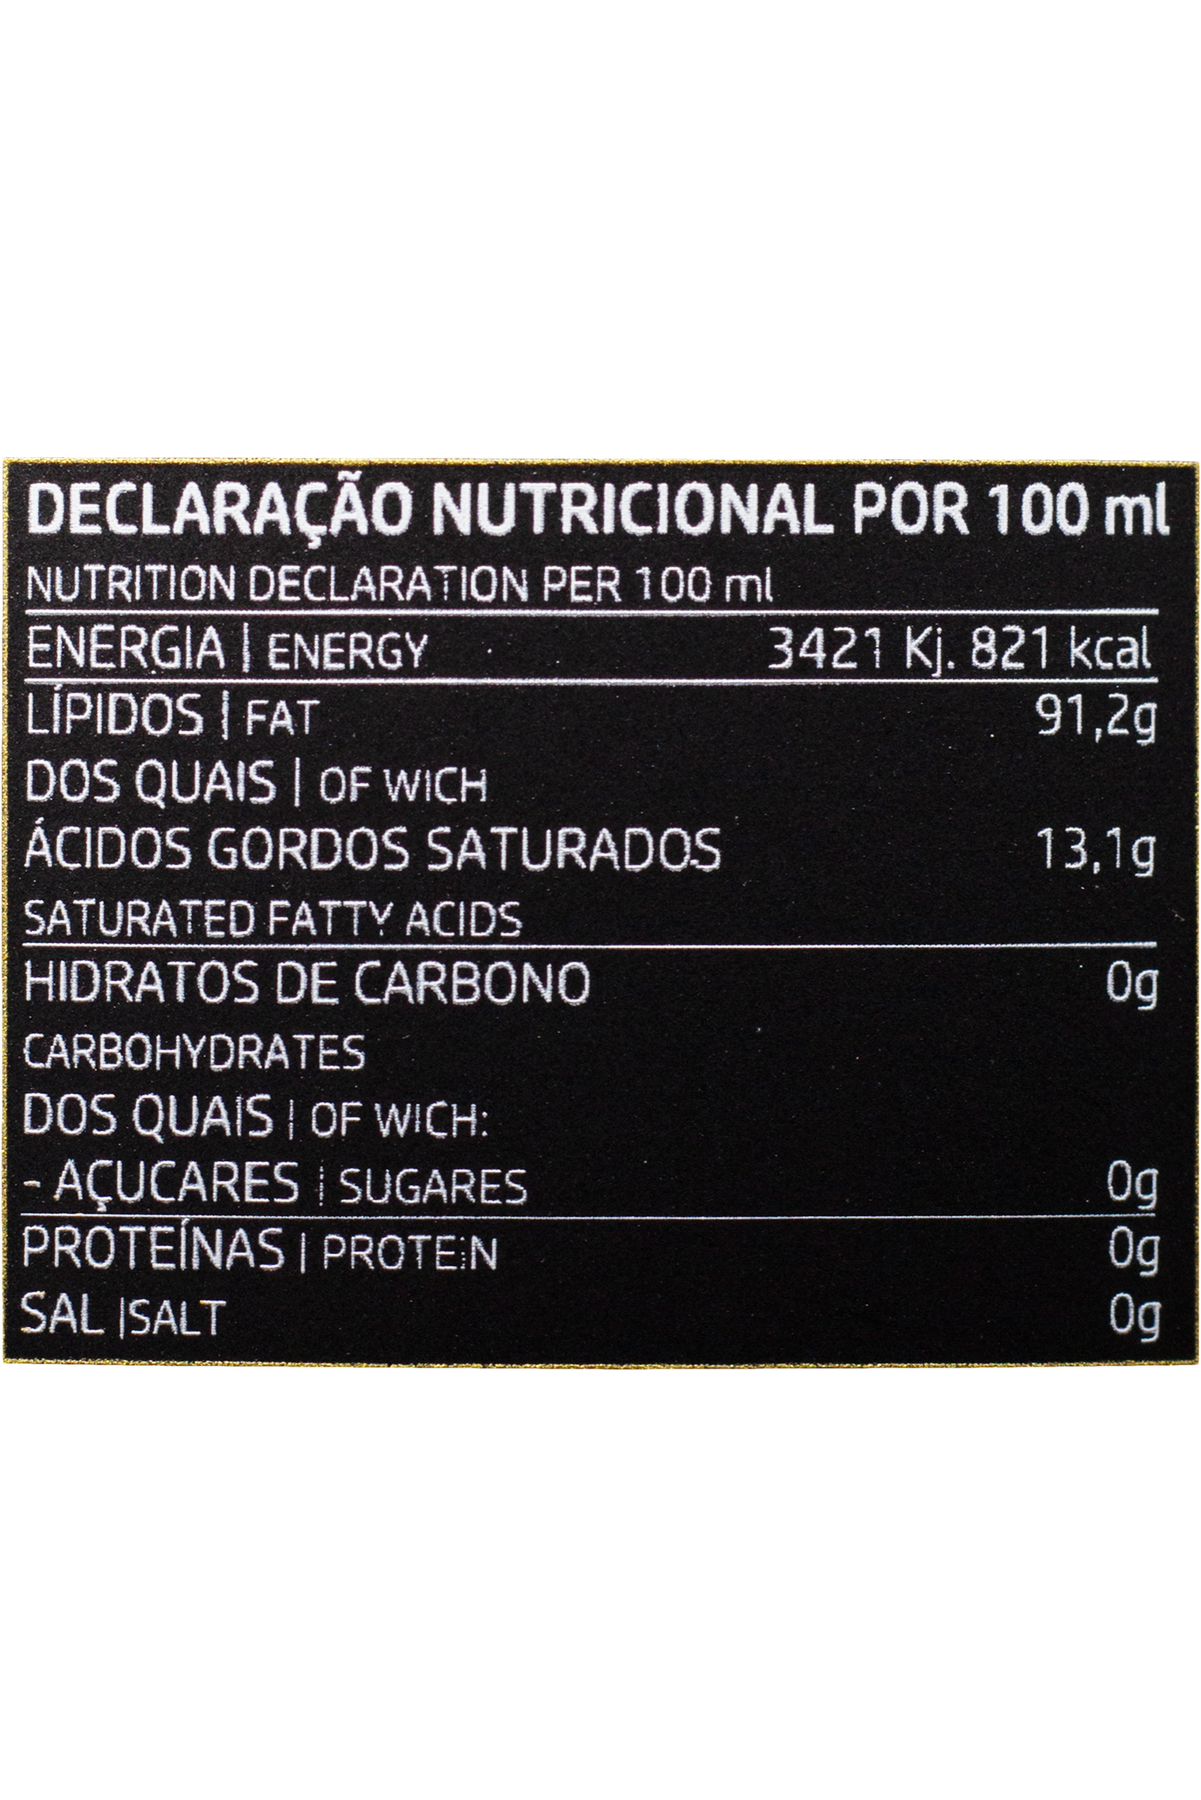 DECLARAÇÃO NUTRICIONAL POR 100 ml
NUTRITION DECLARATION PER 100 ml
ENERGIA | ENERGY 3421 Kj. 821 kcal
LÍPIDOS | FAT 91,2g
DOS QUAIS | OF WICH
ÁCIDOS GORDOS SATURADOS 13,1g
SATURATED FATTY ACIDS
HIDRATOS DE CARBONO 0g
CARBOHYDRATES
DOS QUAIS | OF WICH:
- AÇUCARES | SUGARES 0g
PROTEÍNAS | PROTEIN 0g
SAL |SALT 0g